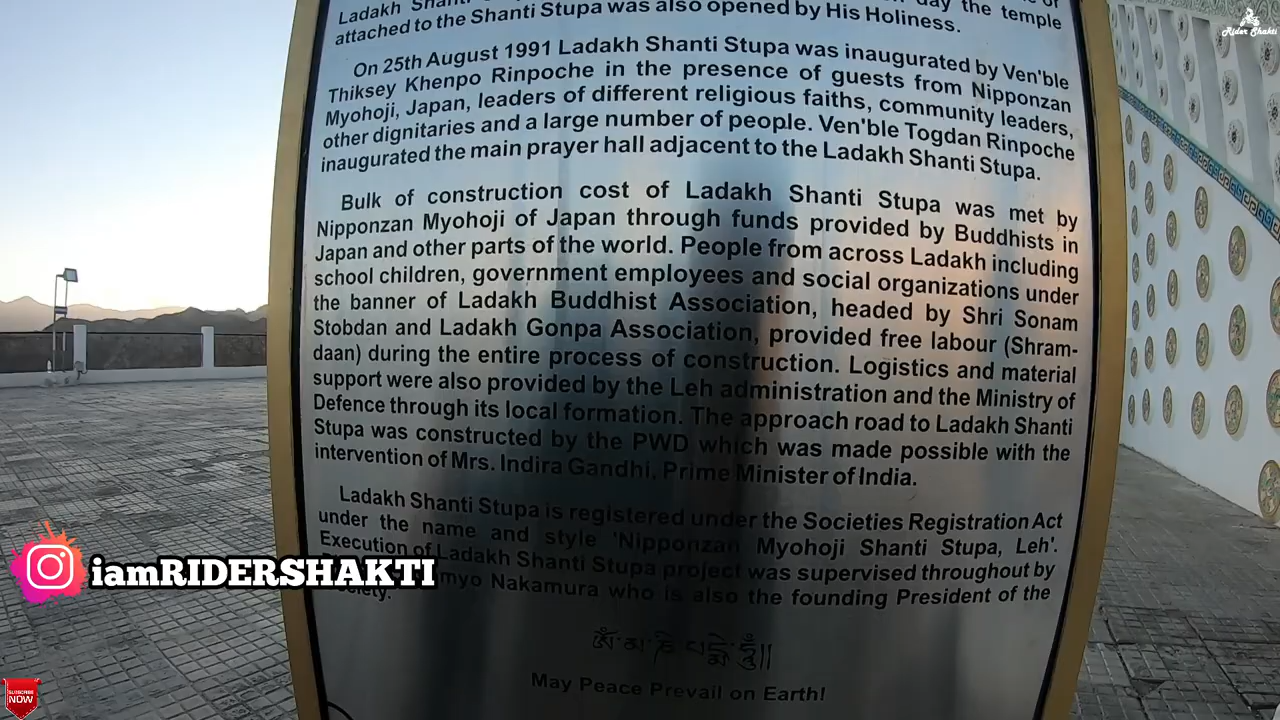 Ladakh
day the temple
attached to the Shanti Stupa was also opened by His Holiness.
On 25th August 1991 Ladakh Shanti Stupa was inaugurated by Ven'ble
Thiksey Khenpo Rinpoche in the presence of guests from Nipponzan
Myohoji, Japan, leaders of different religious faiths, community leaders,
other dignitaries and a large number of people. Ven'ble Togdan Rinpoche
inaugurated the main prayer hall adjacent to the Ladakh Shanti Stupa.
Bulk of construction cost of Ladakh Shanti Stupa was met by
Nipponzan Myohoji of Japan through funds provided by Buddhists in
Japan and other parts of the world. People from across Ladakh including
school children, government employees and social organizations under
the banner of Ladakh Buddhist Association, headed by Shri Sonam
Stobdan and Ladakh Gonpa Association, provided free labour (Shram-
daan) during the entire process of construction. Logistics and material
support were also provided by the Leh administration and the Ministry of
Defence through its local formation. The approach road to Ladakh Shanti
Stupa was constructed by the PWD which was made possible with the
intervention of Mrs. Indira Gandhi, Prime Minister of India.
Ladakh Shanti Stupa is registered under the Societies Registration Act
under the name and style 'Nipponzan Myohoji Shanti Stupa, Leh'.
Execution of Ladakh Shanti Stupa project was supervised throughout by
Nakamura who is also the founding President of the
ༀ་མ་ཎི་པདྨེ་ཧཱུྃ།།
May Peace Prevail on Earth!
iamRIDERSHAKTI
Rider Shakti
SUBSCRIBE
NOW